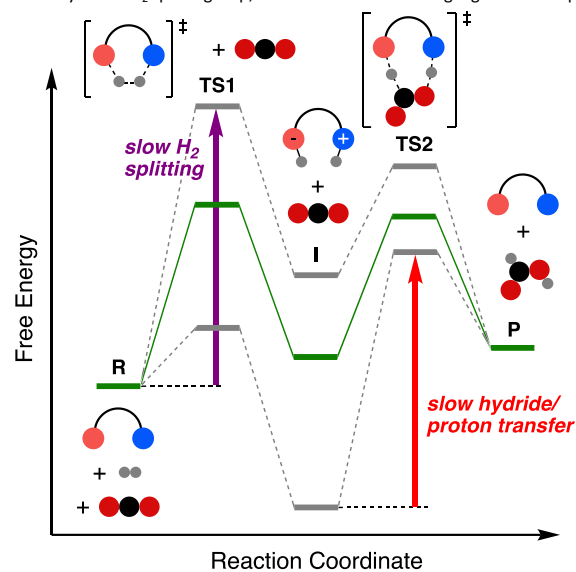 ‡
+
TS1
‡
slow H₂
splitting
- +
+
TS2
I
+
P
R
Free Energy
slow hydride/
proton transfer
+
+
Reaction Coordinate